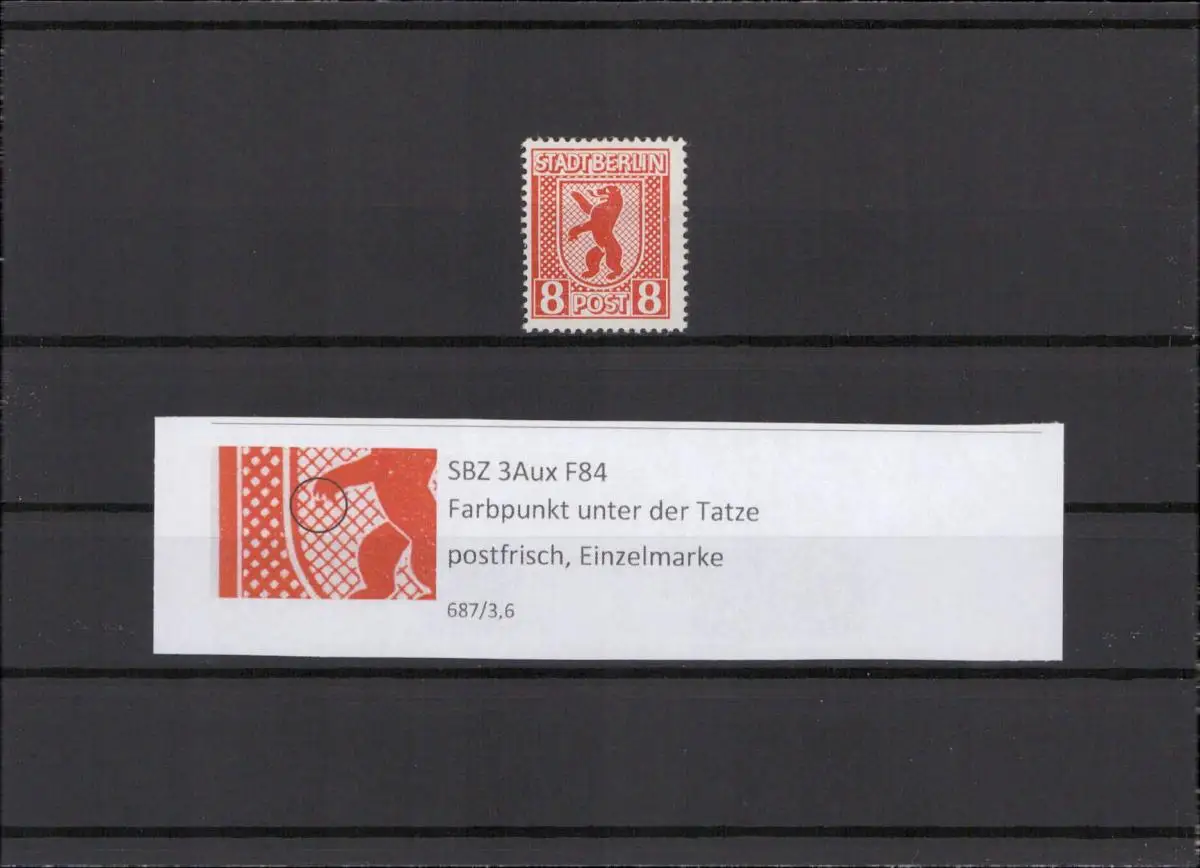 STADT BERLIN
8 POST 8
SBZ 3Aux F84
Farbpunkt unter der Tatze
postfrisch, Einzelmarke
687/3,6